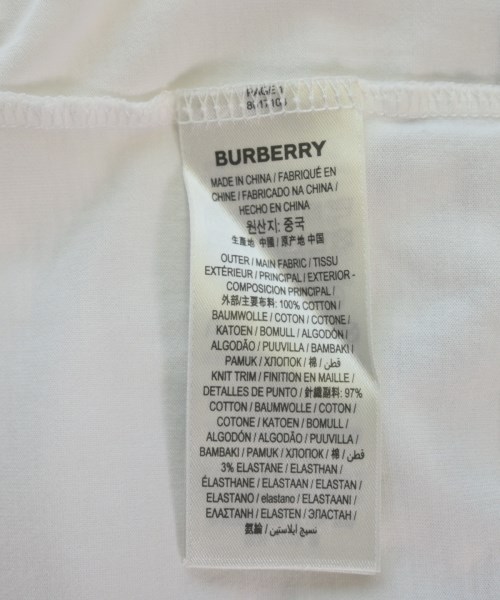 PAGE 1
BURBERRY
MADE IN CHINA / FABRIQUÉ EN
CHINE / FABRICADO NA CHINA /
HECHO EN CHINA
원산지: 중국
生產地 中國 / 原产地 中国
OUTER / MAIN FABRIC / TISSU
EXTÉRIEUR / PRINCIPAL / EXTERIOR -
COMPOSICION PRINCIPAL /
外部/主要布料: 100% COTTON /
BAUMWOLLE / COTON / COTONE /
KATOEN / BOMULL / ALGODÓN /
ALGODÃO / PUUVILLA / BAMBAKI /
PAMUK / ХЛОПОК / 棉 / قطن
KNIT TRIM / FINITION EN MAILLE /
DETALLES DE PUNTO / 針織副料: 97%
COTTON / BAUMWOLLE / COTON /
COTONE / KATOEN / BOMULL /
ALGODÓN / ALGODÃO / PUUVILLA /
BAMBAKI / PAMUK / ХЛОПОК / 棉 / قطن
3% ELASTANE / ELASTHAN /
ÉLASTHANE / ELASTAAN / ELASTAN /
ELASTANO / elastano / ELASTAANI /
ΕΛΑΣΤΑΝΗ / ELASTEN / ЭЛАСТАН /
氨綸 / نسيج ايلاستين